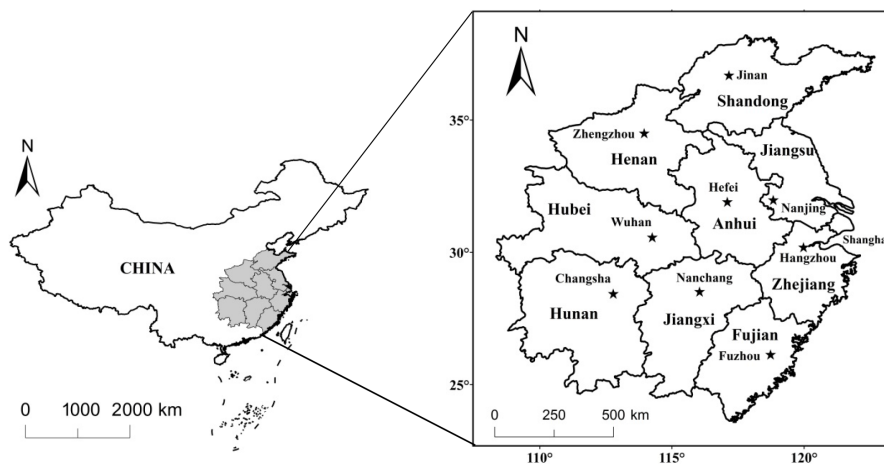 N
CHINA
0 1000 2000 km
N
Jinan
Shandong
35°
Zhengzhou
Henan
Jiangsu
Hefei
Hubei
Nanjing
Wuhan
Anhui
Shangha
30°
Hangzhou
Changsha
Nanchang
Zhejiang
Hunan
Jiangxi
Fujian
Fuzhou
25°
0 250 500 km
110° 115° 120°